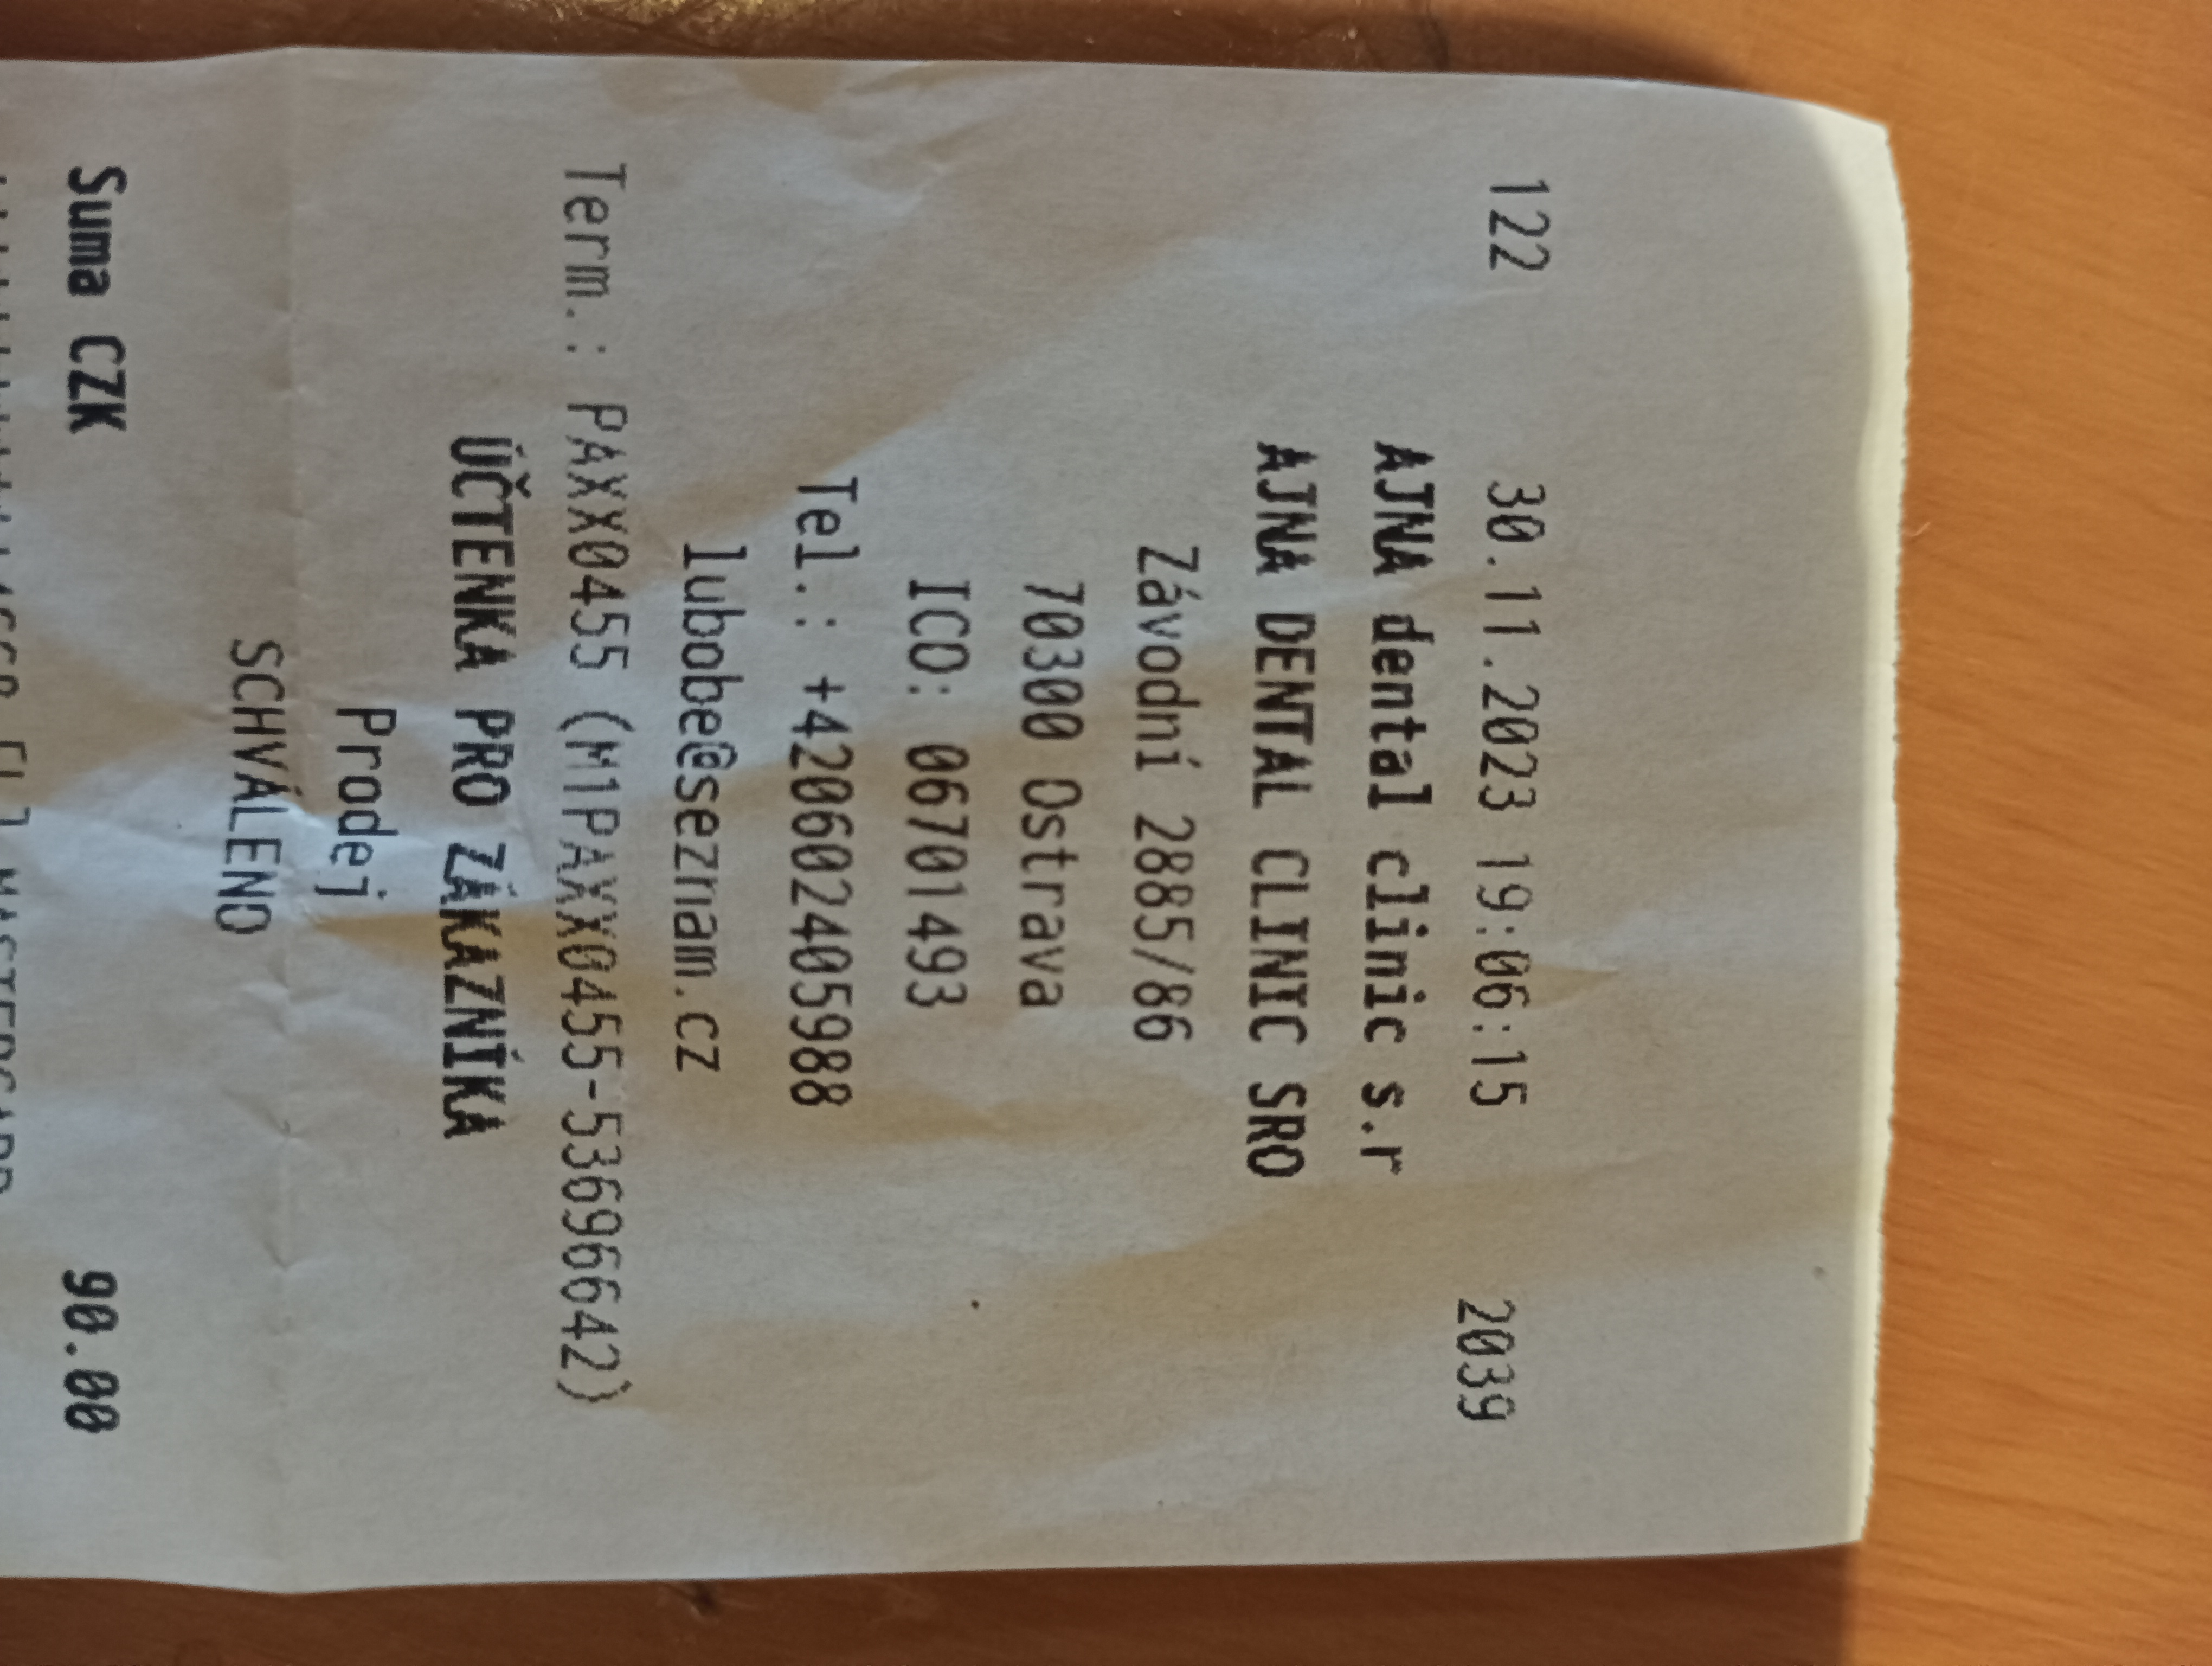 122 30.11.2023 19:06:15 2039
AJNA dental clinic s.r
AJNA DENTAL CLINIC SRO
Závodní 2885/86
70300 Ostrava
ICO: 06701493
Tel.: +420602405988
lubobe@seznam.cz
Term.: PAXX0455 (M1PAXX0455-53696642)
ÚČTENKA PRO ZÁKAZNÍKA
Prodej
SCHVÁLENO
Suma CZK 90.00